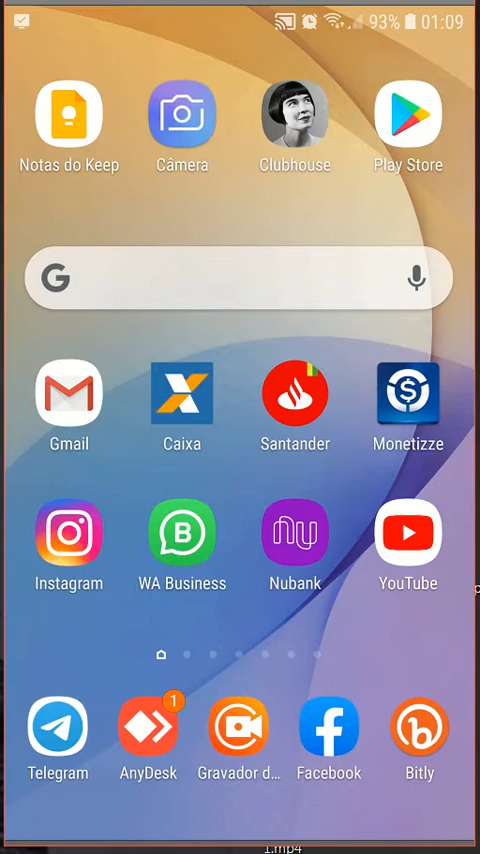 93% 01:09
Notas do Keep Câmera Clubhouse Play Store
G
Gmail Caixa Santander Monetizze
Instagram WA Business Nubank YouTube
1
Telegram AnyDesk Gravador d... Facebook Bitly
1.mp4